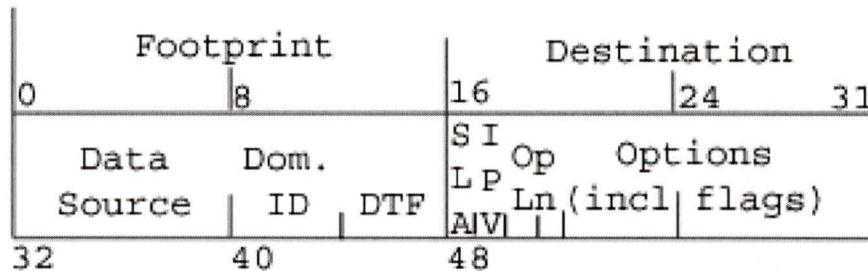 Footprint Destination
0 8 16 24 31
S I
Data Dom. Op Options
L P
Source ID DTF Ln (incl flags)
A V
32 40 48